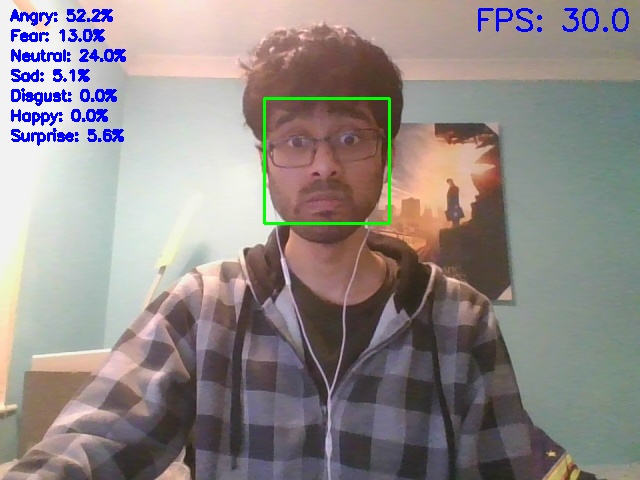 Angry: 52.2%
Fear: 13.0%
Neutral: 24.0%
Sad: 5.1%
Disgust: 0.0%
Happy: 0.0%
Surprise: 5.6%
FPS: 30.0